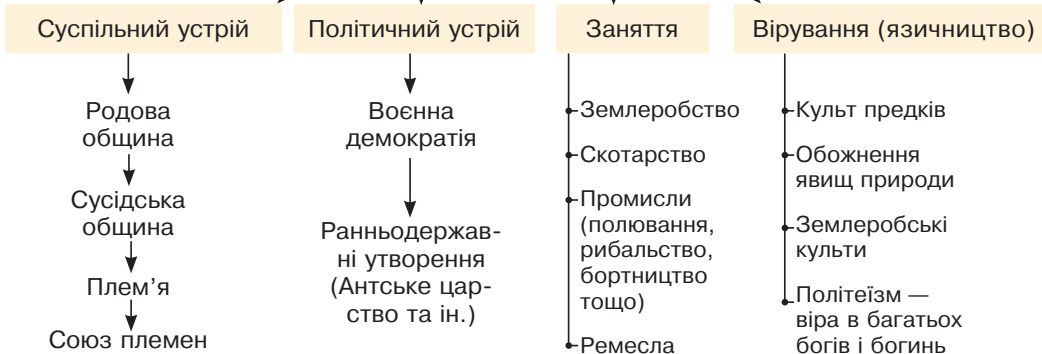 Суспільний устрій
Родова
община
Сусідська
община
Плем’я
Союз племен
Політичний устрій
Воєнна
демократія
Ранньодержав-
ні утворення
(Антське цар-
ство та ін.)
Заняття
Землеробство
Скотарство
Промисли
(полювання,
рибальство,
бортництво
тощо)
Ремесла
Вірування (язичництво)
Культ предків
Обожнення
явищ природи
Землеробські
культи
Політеїзм —
віра в багатьох
богів і богинь